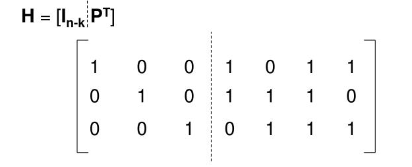 H = [Iₙ₋ₖ Pᵀ]
1 0 0 1 0 1 1
0 1 0 1 1 1 0
0 0 1 0 1 1 1